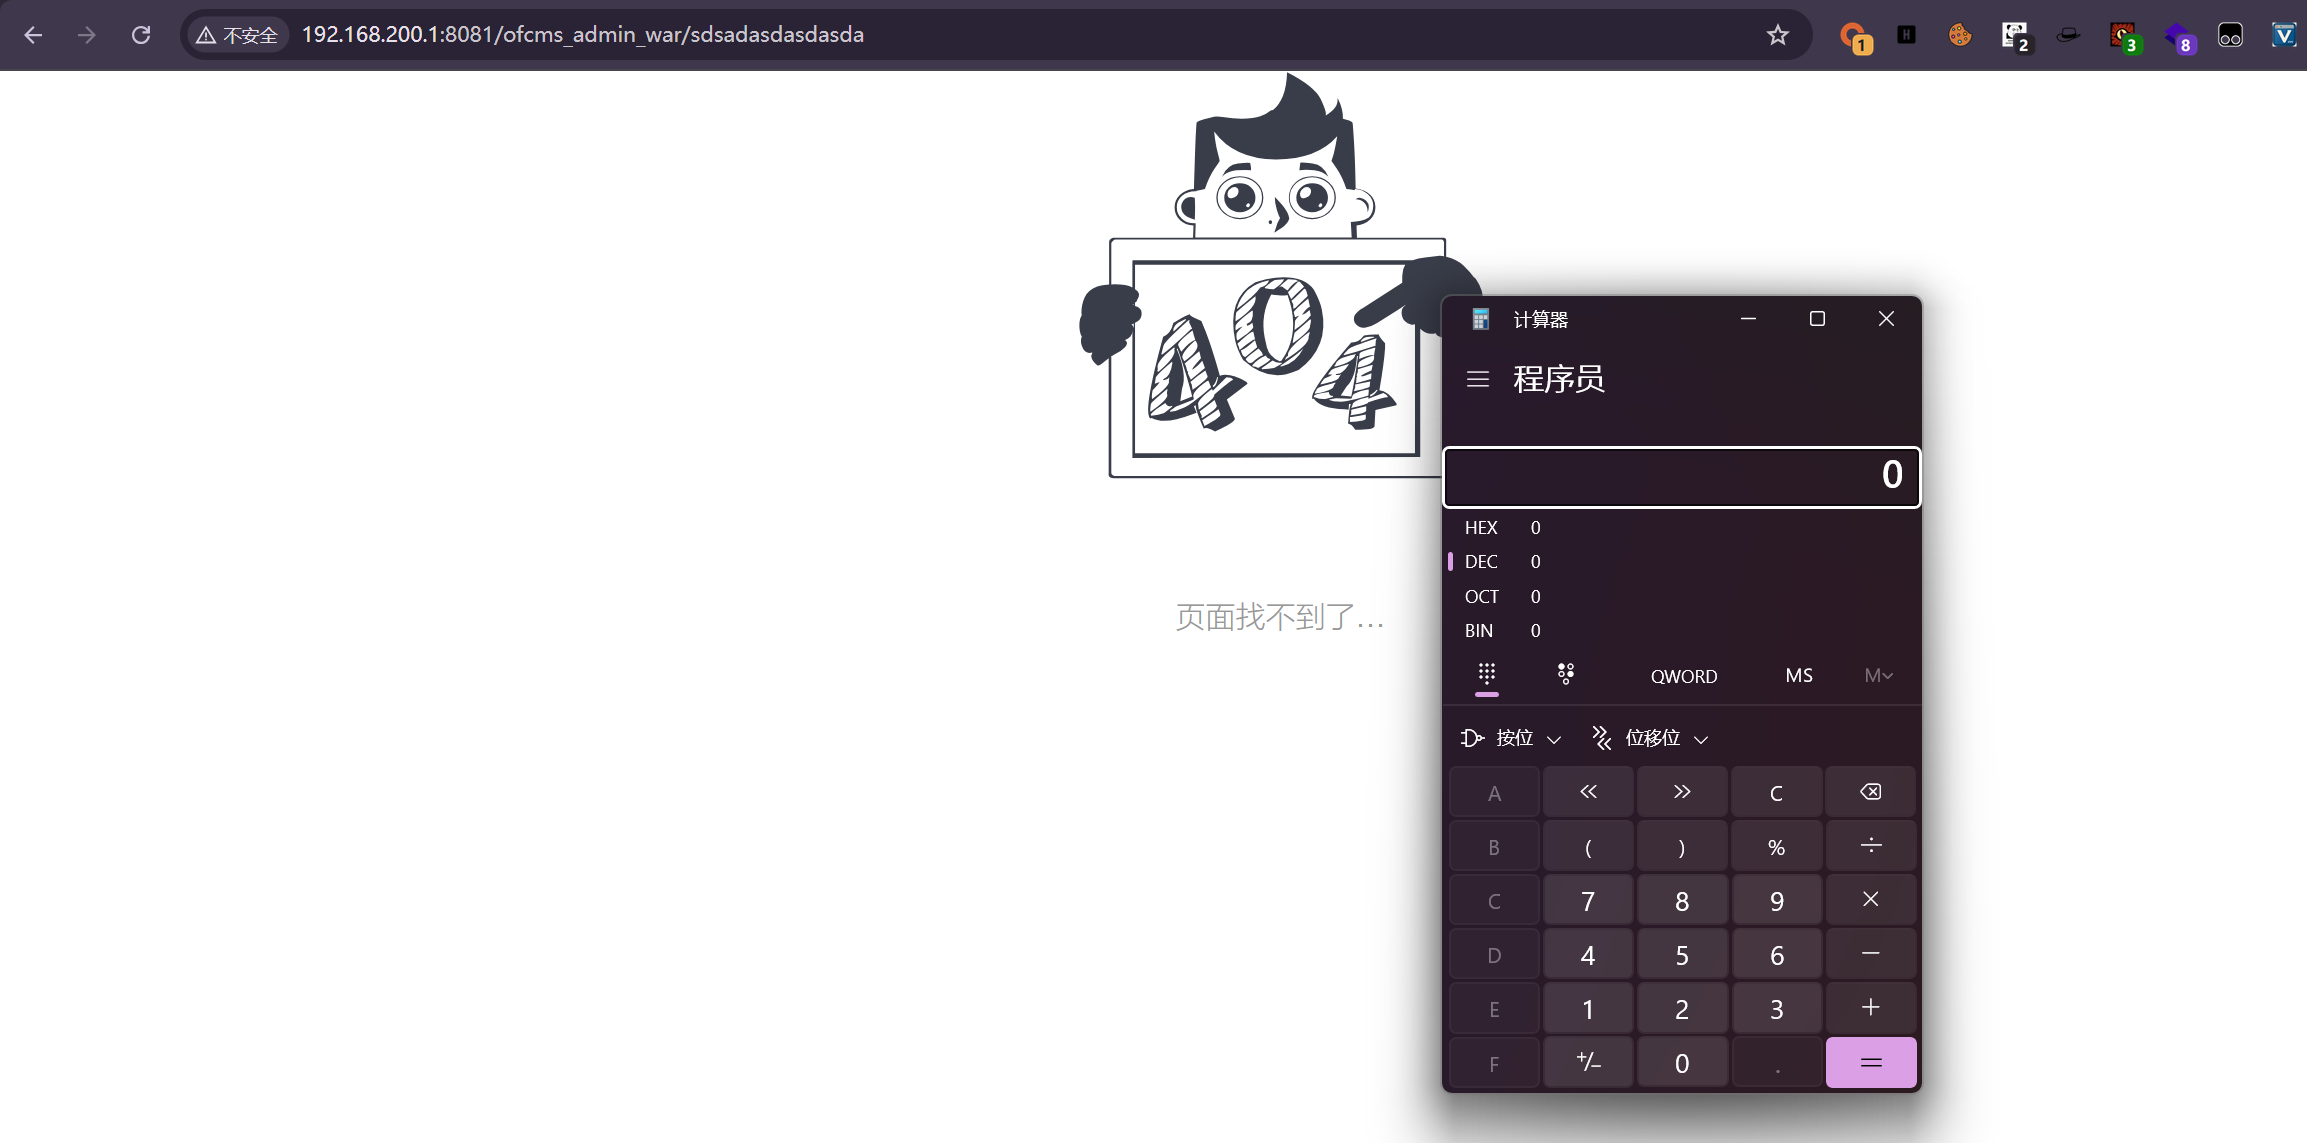 不安全 192.168.200.1:8081/ofcms_admin_war/sdsadasdasdasda
1 H 2 3 8 V
404
页面找不到了...
计算器
程序员
0
HEX 0
DEC 0
OCT 0
BIN 0
QWORD MS M
按位 位移位
A « » C
B ( ) % ÷
C 7 8 9 ×
D 4 5 6 −
E 1 2 3 +
F +/− 0 . =